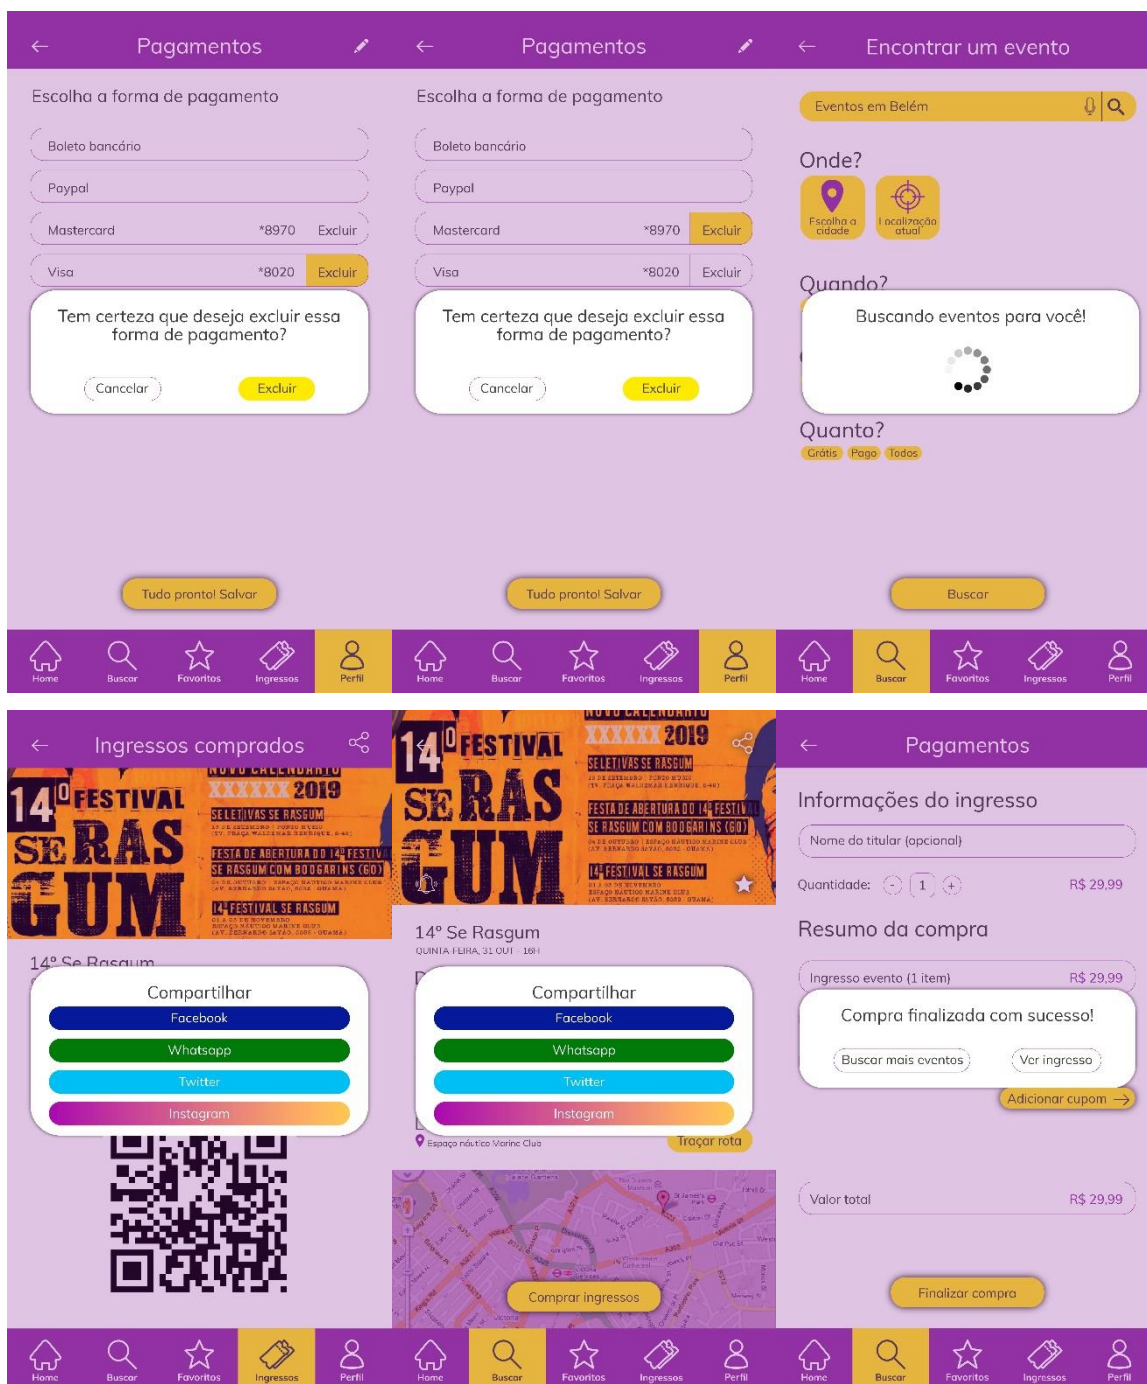 Pagamentos
Escolha a forma de pagamento
Boleto bancário
Paypal
Mastercard *8970 Excluir
Visa *8020 Excluir
Tem certeza que deseja excluir essa
forma de pagamento?
Cancelar Excluir
Tudo pronto! Salvar
Home Buscar Favoritos Ingressos Perfil
Pagamentos
Escolha a forma de pagamento
Boleto bancário
Paypal
Mastercard *8970 Excluir
Visa *8020 Excluir
Tem certeza que deseja excluir essa
forma de pagamento?
Cancelar Excluir
Tudo pronto! Salvar
Home Buscar Favoritos Ingressos Perfil
Encontrar um evento
Eventos em Belém
Onde?
Escolha a
cidade
Localização
atual
Quando?
Buscando eventos para você!
Quanto?
Grátis Pago Todos
Buscar
Home Buscar Favoritos Ingressos Perfil
Ingressos comprados
NOVO CALENDARIO
XXXXXX 2019
14º FESTIVAL
SE RAS
GUM
SELETIVAS SE RASGUM
FESTA DE ABERTURA DO 14º FESTIV
SE RASGUM COM BOOGARINS (GO)
14º FESTIVAL SE RASGUM
14º Se Rasgum
Compartilhar
Facebook
Whatsapp
Twitter
Instagram
Home Buscar Favoritos Ingressos Perfil
NOVO CALENDARIO
XXXXXX 2019
14º FESTIVAL
SE RAS
GUM
SELETIVAS SE RASGUM
FESTA DE ABERTURA DO 14º FESTIV
SE RASGUM COM BOOGARINS (GO)
14º FESTIVAL SE RASGUM
14º Se Rasgum
QUINTA-FEIRA, 31 OUT - 16H
Compartilhar
Facebook
Whatsapp
Twitter
Instagram
Espaço náutico Marine Club
Traçar rota
Comprar ingressos
Home Buscar Favoritos Ingressos Perfil
Pagamentos
Informações do ingresso
Nome do titular (opcional)
Quantidade: - 1 + R$ 29,99
Resumo da compra
Ingresso evento (1 item) R$ 29,99
Compra finalizada com sucesso!
Buscar mais eventos Ver ingresso
Adicionar cupom
Valor total R$ 29,99
Finalizar compra
Home Buscar Favoritos Ingressos Perfil